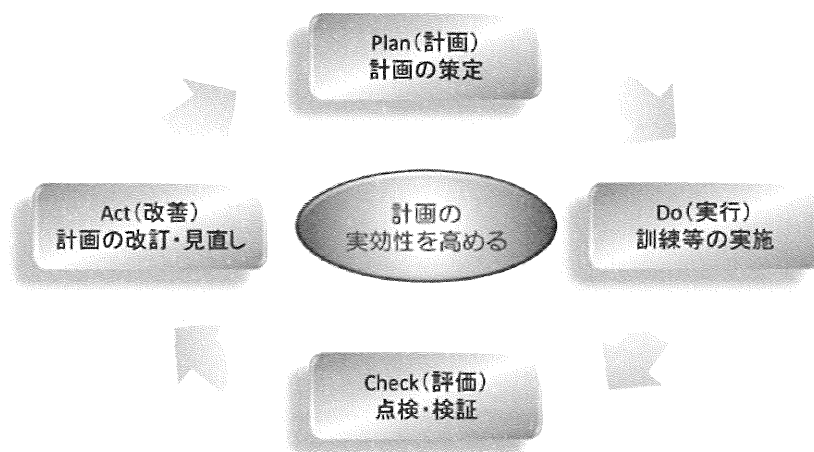 Plan(計画)
計画の策定
Act(改善)
計画の改訂・見直し
計画の
実効性を高める
Do(実行)
訓練等の実施
Check(評価)
点検・検証